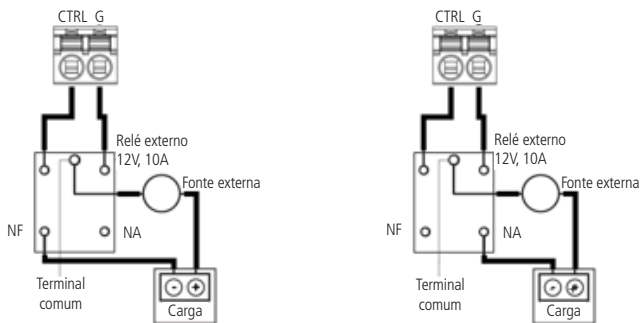 CTRL G
Relé externo
12V, 10A
Fonte externa
NF
NA
Terminal
comum
- +
Carga
CTRL G
Relé externo
12V, 10A
Fonte externa
NF
NA
Terminal
comum
- +
Carga